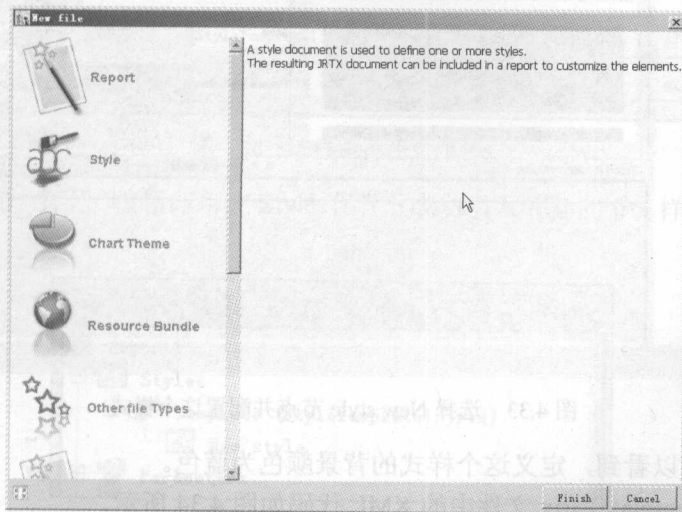 New file
A style document is used to define one or more styles.
The resulting JRTX document can be included in a report to customize the elements.
Report
Style
Chart Theme
Resource Bundle
Other file Types
Finish
Cancel